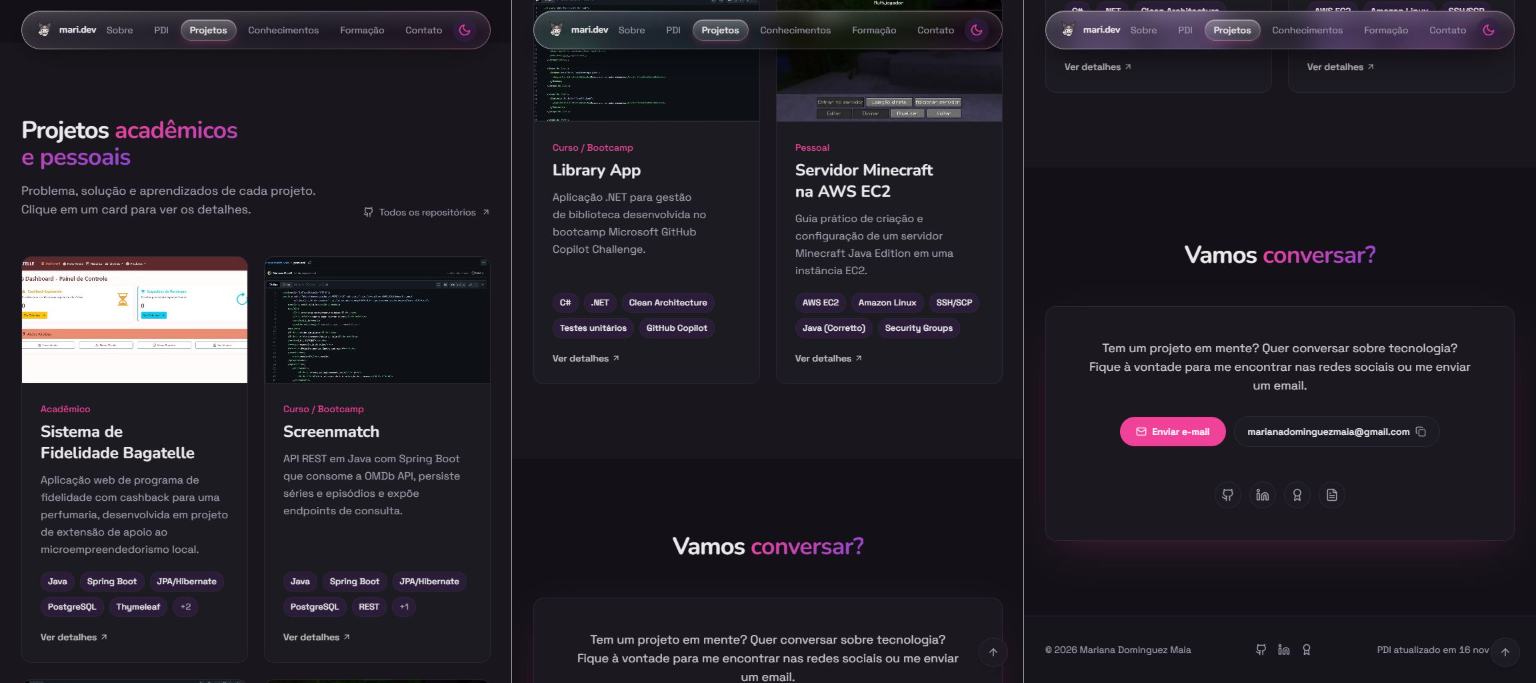 mari.dev Sobre PDI Projetos Conhecimentos Formação Contato
Projetos acadêmicos
e pessoais
Problema, solução e aprendizados de cada projeto.
Clique em um card para ver os detalhes.
Todos os repositórios
Dashboard - Painel de Controle
Acadêmico
Sistema de
Fidelidade Bagatelle
Aplicação web de programa de
fidelidade com cashback para uma
perfumaria, desenvolvida em projeto
de extensão de apoio ao
microempreendedorismo local.
Java Spring Boot JPA/Hibernate
PostgreSQL Thymeleaf +2
Ver detalhes
Curso / Bootcamp
Screenmatch
API REST em Java com Spring Boot
que consome a OMDb API, persiste
séries e episódios e expõe
endpoints de consulta.
Java Spring Boot JPA/Hibernate
PostgreSQL REST +1
Ver detalhes
mari.dev Sobre PDI Projetos Conhecimentos Formação Contato
Curso / Bootcamp
Library App
Aplicação .NET para gestão
de biblioteca desenvolvida no
bootcamp Microsoft GitHub
Copilot Challenge.
C# .NET Clean Architecture
Testes unitários GitHub Copilot
Ver detalhes
Pessoal
Servidor Minecraft
na AWS EC2
Guia prático de criação e
configuração de um servidor
Minecraft Java Edition em uma
instância EC2.
AWS EC2 Amazon Linux SSH/SCP
Java (Corretto) Security Groups
Ver detalhes
Vamos conversar?
Tem um projeto em mente? Quer conversar sobre tecnologia?
Fique à vontade para me encontrar nas redes sociais ou me enviar
um email.
mari.dev Sobre PDI Projetos Conhecimentos Formação Contato
Ver detalhes
Ver detalhes
Vamos conversar?
Tem um projeto em mente? Quer conversar sobre tecnologia?
Fique à vontade para me encontrar nas redes sociais ou me enviar
um email.
Enviar e-mail
marianadominguezmaia@gmail.com
© 2026 Mariana Dominguez Maia
PDI atualizado em 16 nov